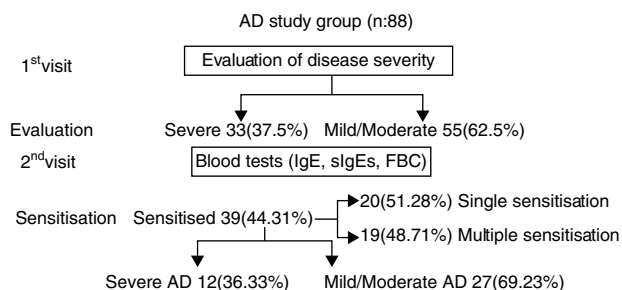 AD study group (n:88)
1st visit
Evaluation of disease severity
Evaluation
Severe 33(37.5%)
Mild/Moderate 55(62.5%)
2nd visit
Blood tests (IgE, sIgEs, FBC)
20(51.28%) Single sensitisation
Sensitisation
Sensitised 39(44.31%)
19(48.71%) Multiple sensitisation
Severe AD 12(36.33%)
Mild/Moderate AD 27(69.23%)